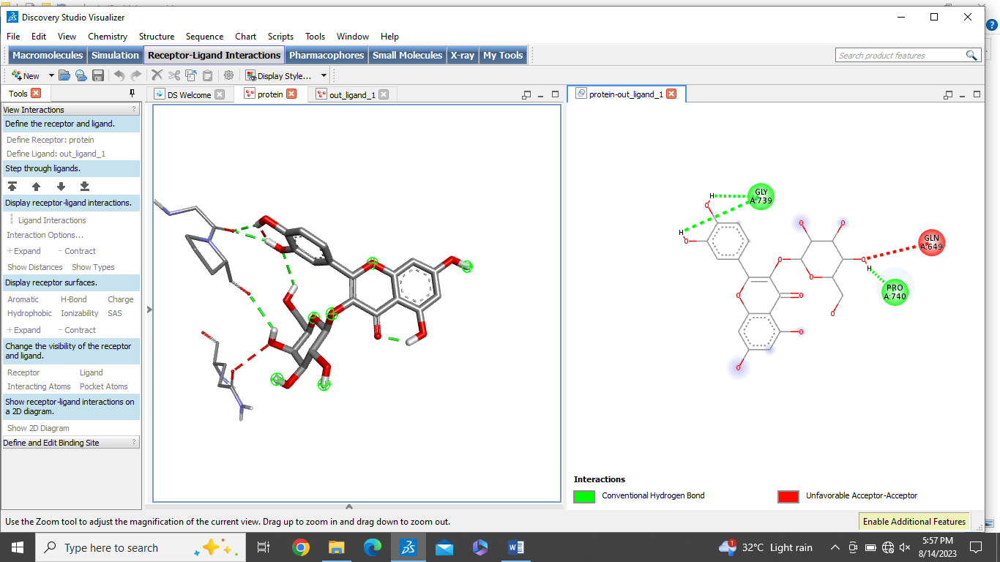 Discovery Studio Visualizer
File Edit View Chemistry Structure Sequence Chart Scripts Tools Window Help
Macromolecules Simulation Receptor-Ligand Interactions Pharmacophores Small Molecules X-ray My Tools
Search product features
New Display Style...
Tools
DS Welcome protein out_ligand_1
protein-out_ligand_1
View Interactions ?
Define the receptor and ligand.
Define Receptor: protein
Define Ligand: out_ligand_1
Step through ligands.
Display receptor-ligand interactions.
Ligand Interactions
Interaction Options...
+ Expand - Contract
Show Distances Show Types
Display receptor surfaces.
Aromatic H-Bond Charge
Hydrophobic Ionizability SAS
+ Expand - Contract
Change the visibility of the receptor
and ligand.
Receptor Ligand
Interacting Atoms Pocket Atoms
Show receptor-ligand interactions on
a 2D diagram.
Show 2D Diagram
Define and Edit Binding Site ?
H
O
H
O
GLY
A:739
O
O
O
O
H
O
O
GLN
A:649
PRO
A:740
O
O
O
O
Interactions
Conventional Hydrogen Bond
Unfavorable Acceptor-Acceptor
Use the Zoom tool to adjust the magnification of the current view. Drag up to zoom in and drag down to zoom out.
Enable Additional Features
Type here to search
1
32°C Light rain
5:57 PM
8/14/2023